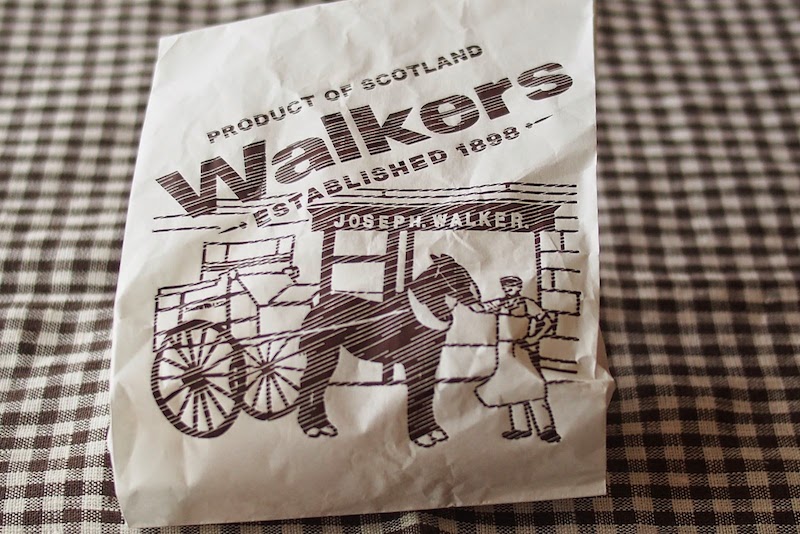 PRODUCT OF SCOTLAND
Walkers
ESTABLISHED 1898
JOSEPH. WALKER.